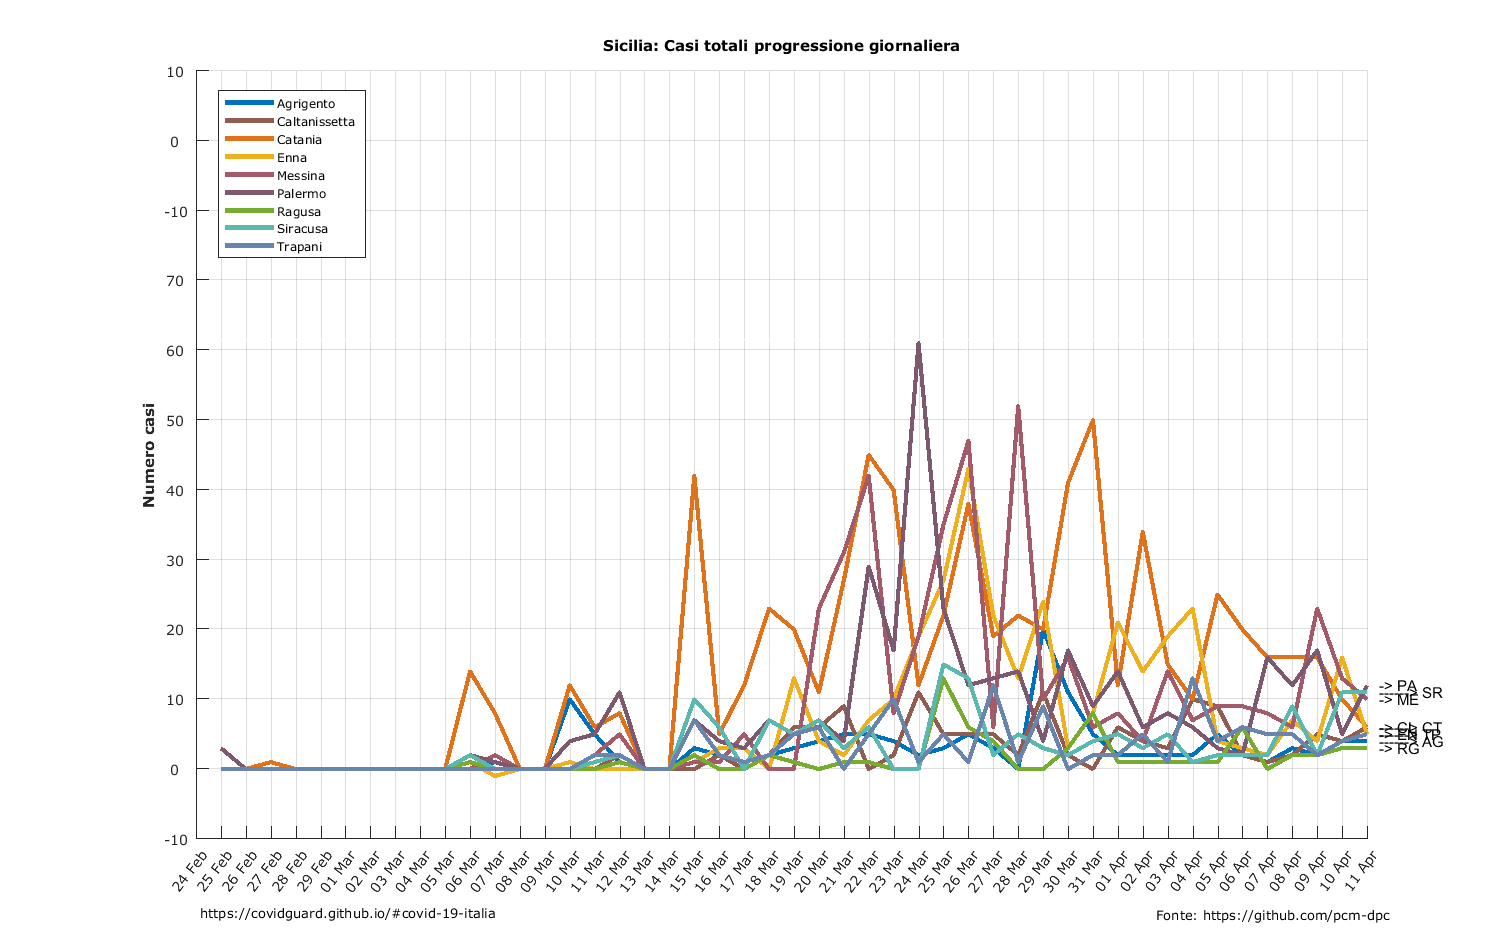 Sicilia: Casi totali progressione giornaliera
10
0
-10
70
60
50
40
30
20
10
0
-10
Numero casi
Agrigento
Caltanissetta
Catania
Enna
Messina
Palermo
Ragusa
Siracusa
Trapani
-> PA
SR
-> ME
CT
TP
AG
-> RG
24 Feb
25 Feb
26 Feb
27 Feb
28 Feb
29 Feb
01 Mar
02 Mar
03 Mar
04 Mar
05 Mar
06 Mar
07 Mar
08 Mar
09 Mar
10 Mar
11 Mar
12 Mar
13 Mar
14 Mar
15 Mar
16 Mar
17 Mar
18 Mar
19 Mar
20 Mar
21 Mar
22 Mar
23 Mar
24 Mar
25 Mar
26 Mar
27 Mar
28 Mar
29 Mar
30 Mar
31 Mar
01 Apr
02 Apr
03 Apr
04 Apr
05 Apr
06 Apr
07 Apr
08 Apr
09 Apr
10 Apr
11 Apr
https://covidguard.github.io/#covid-19-italia
Fonte: https://github.com/pcm-dpc